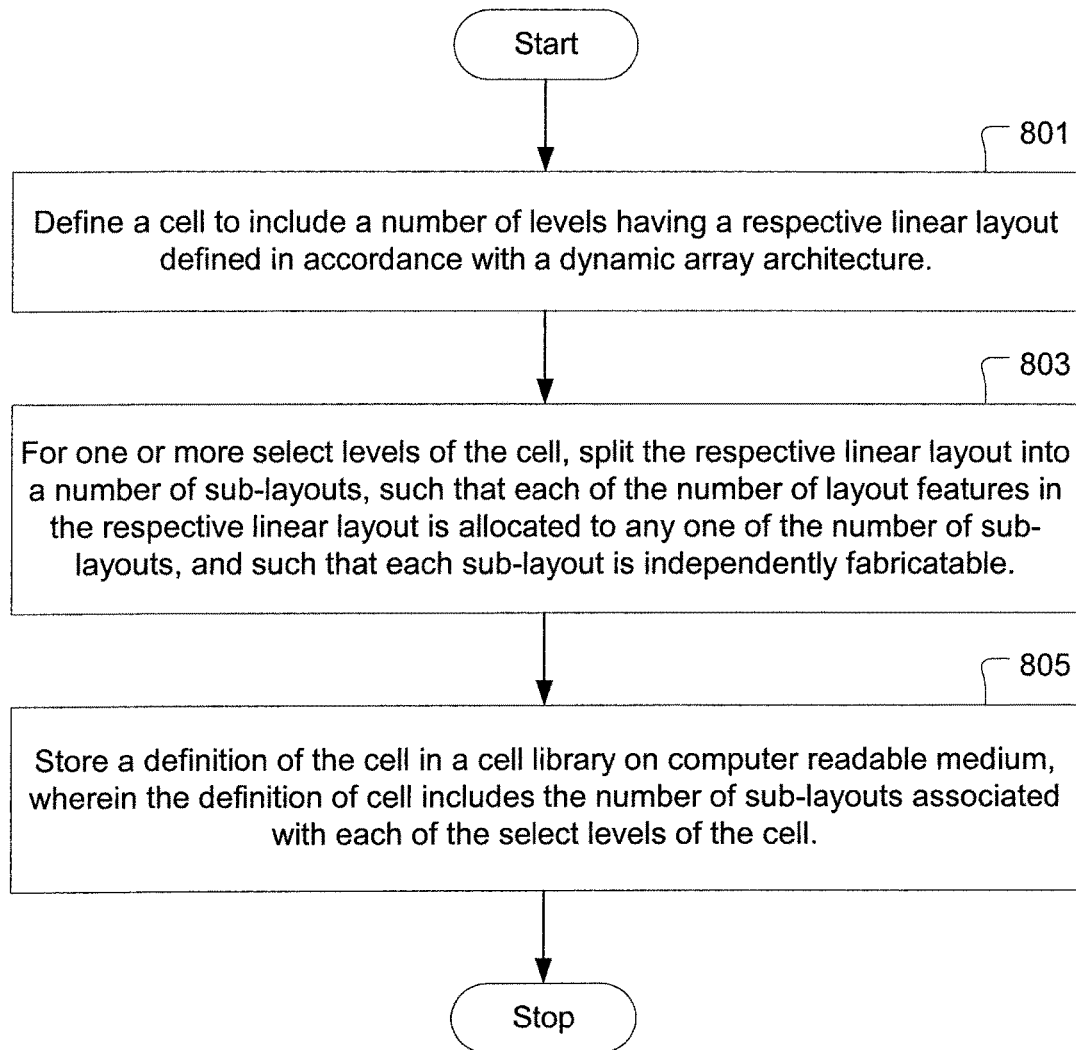 Start
801
Define a cell to include a number of levels having a respective linear layout
defined in accordance with a dynamic array architecture.
803
For one or more select levels of the cell, split the respective linear layout into
a number of sub-layouts, such that each of the number of layout features in
the respective linear layout is allocated to any one of the number of sub-
layouts, and such that each sub-layout is independently fabricatable.
805
Store a definition of the cell in a cell library on computer readable medium,
wherein the definition of cell includes the number of sub-layouts associated
with each of the select levels of the cell.
Stop